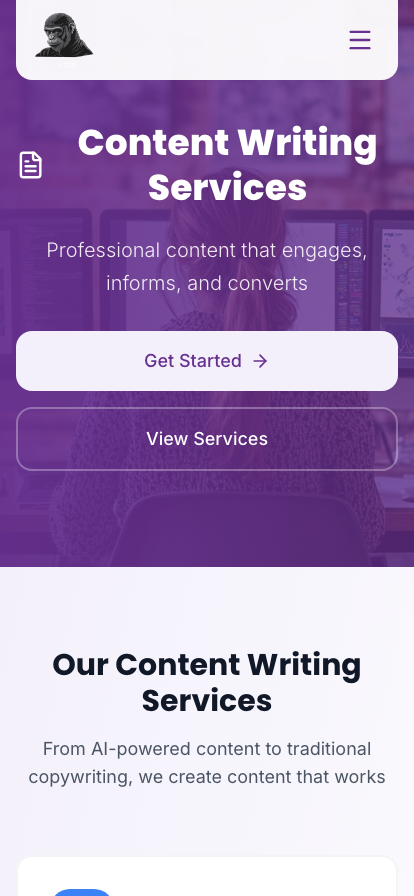 Content Writing
Services
Professional content that engages,
informs, and converts
Get Started
View Services
Our Content Writing
Services
From AI-powered content to traditional
copywriting, we create content that works